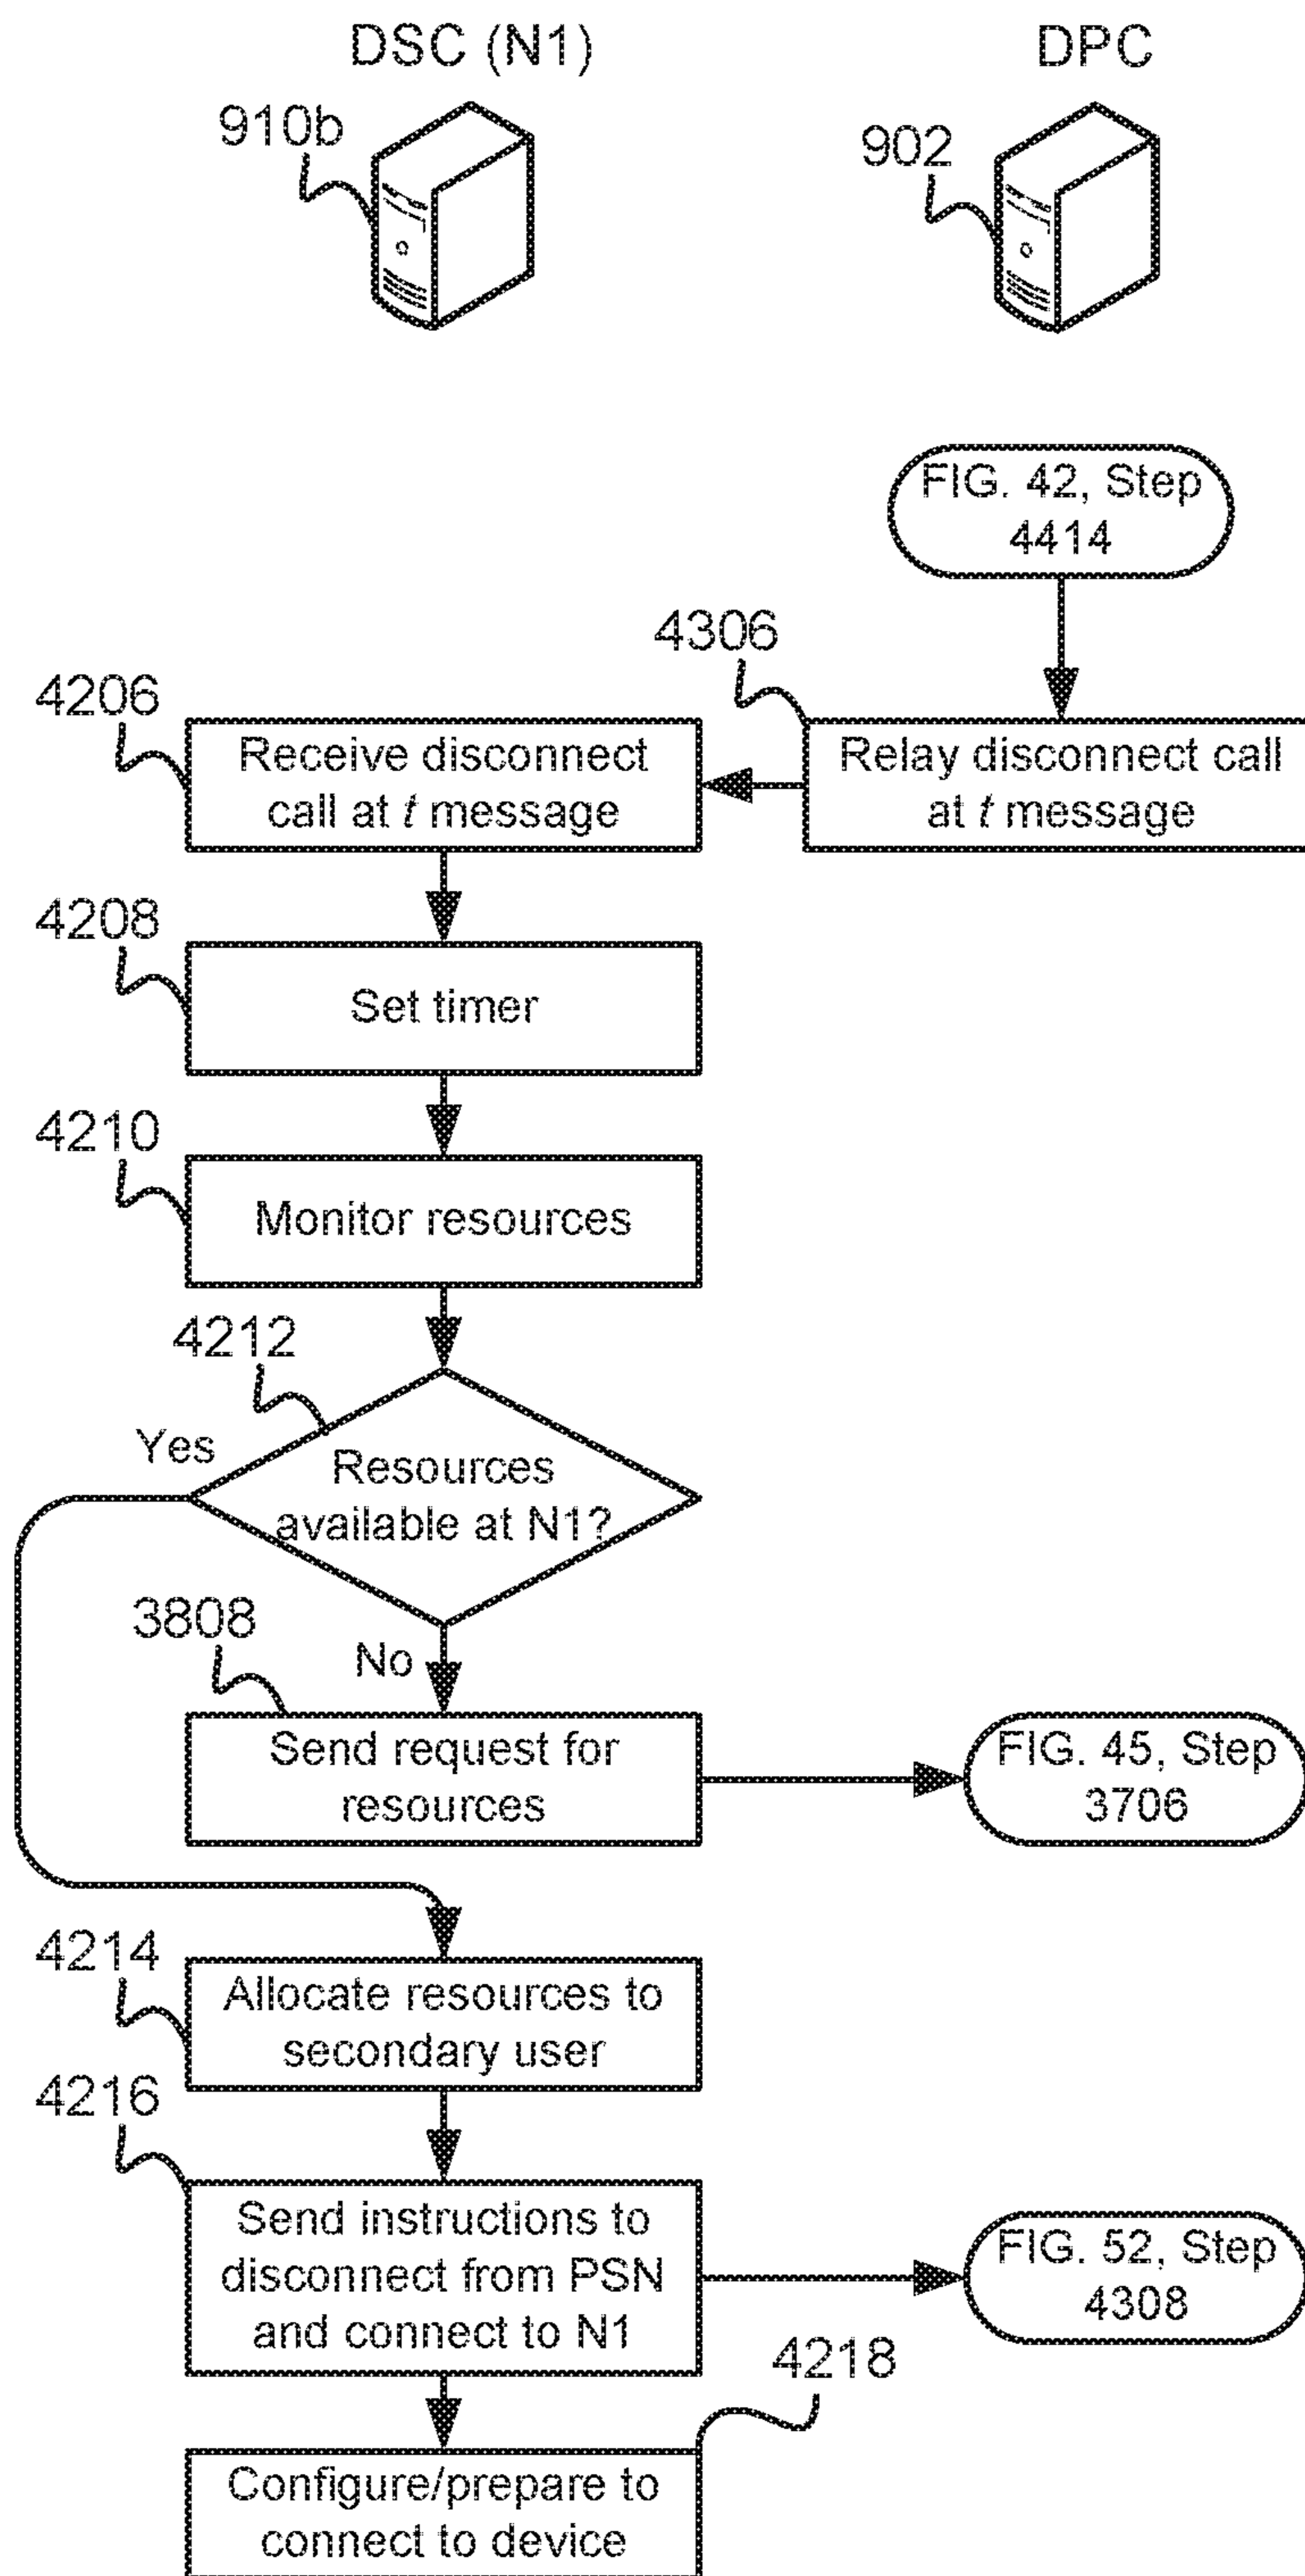 DSC (N1)
DPC
910b
902
FIG. 42, Step
4414
4306
4206
Relay disconnect call
at t message
Receive disconnect
call at t message
4208
Set timer
4210
Monitor resources
4212
Yes
Resources
available at N1?
3808
No
Send request for
resources
FIG. 45, Step
3706
4214
Allocate resources to
secondary user
4216
Send instructions to
disconnect from PSN
and connect to N1
FIG. 52, Step
4308
4218
Configure/prepare to
connect to device